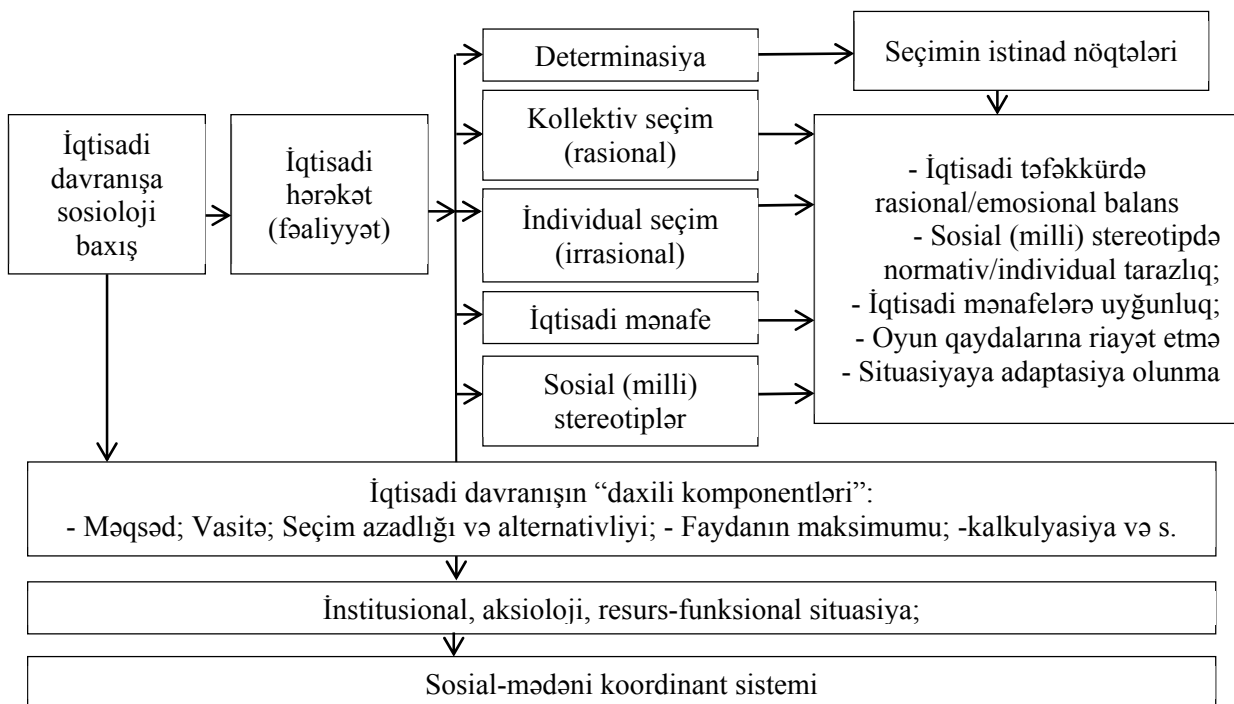 Determinasiya
Seçimin istinad nöqtələri
İqtisadi
davranışa
sosioloji
baxış
İqtisadi
hərəkət
(fəaliyyət)
Kollektiv seçim
(rasional)
İndividual seçim
(irrasional)
İqtisadi mənafe
Sosial (milli)
stereotiplər
- İqtisadi təfəkkürdə
rasional/emosional balans
- Sosial (milli) stereotipdə
normativ/individual tarazlıq;
- İqtisadi mənafelərə uyğunluq;
- Oyun qaydalarına riayət etmə
- Situasiyaya adaptasiya olunma
İqtisadi davranışın “daxili komponentləri”:
- Məqsəd; Vasitə; Seçim azadlığı və alternativliyi; - Faydanın maksimumu; -kalkulyasiya və s.
İnstitusional, aksioloji, resurs-funksional situasiya;
Sosial-mədəni koordinant sistemi